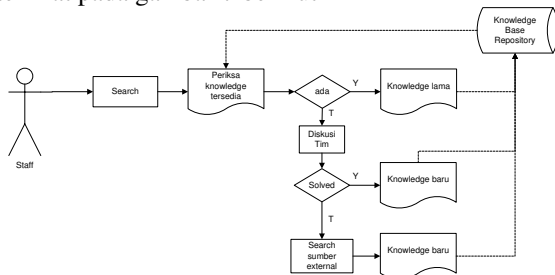 Knowledge
Base
Repository
Periksa
knowledge
tersedia
Search
ada
Y
Knowledge lama
T
Diskusi
Tim
Staff
Solved
Y
Knowledge baru
T
Search
sumber
external
Knowledge baru